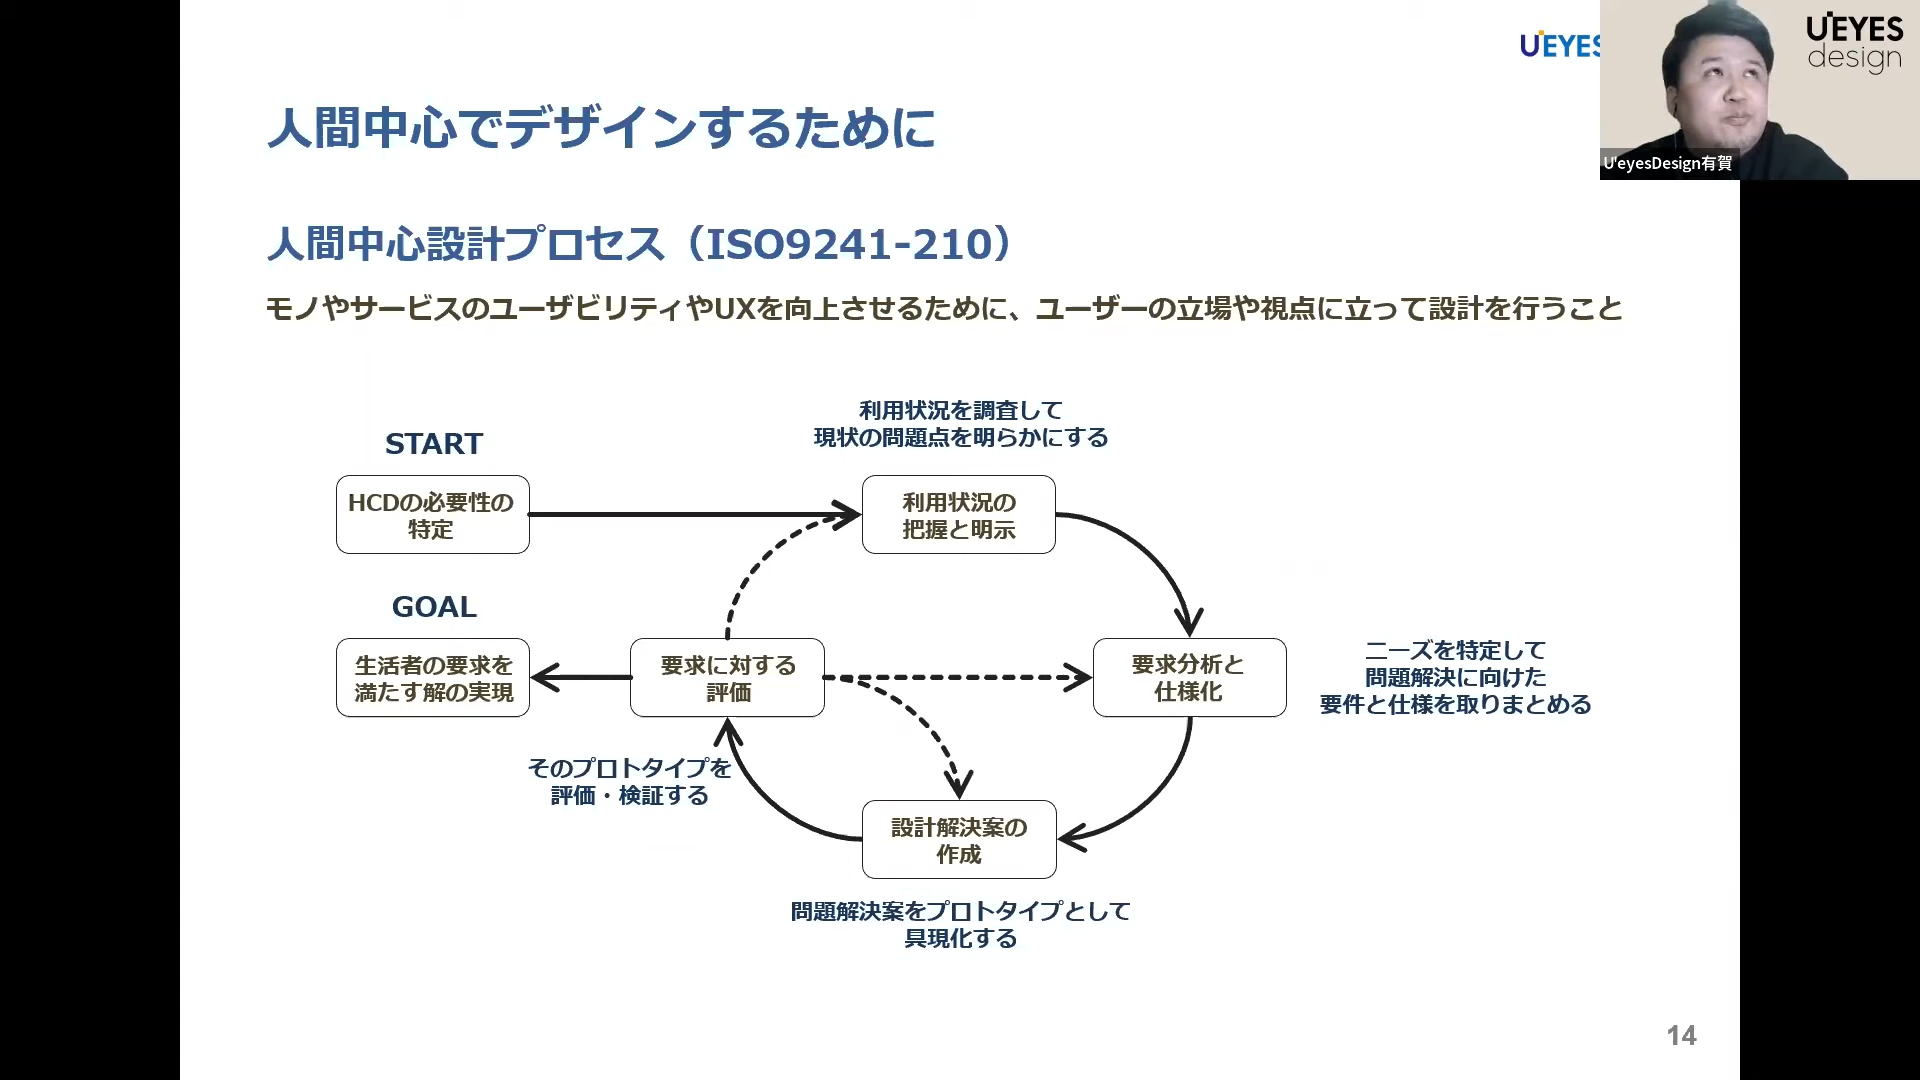 U'EYES
U'EYES
design
U'eyesDesign有賀
人間中心でデザインするために
人間中心設計プロセス（ISO9241-210）
モノやサービスのユーザビリティやUXを向上させるために、ユーザーの立場や視点に立って設計を行うこと
利用状況を調査して
現状の問題点を明らかにする
START
HCDの必要性の
特定
利用状況の
把握と明示
GOAL
生活者の要求を
満たす解の実現
要求に対する
評価
要求分析と
仕様化
ニーズを特定して
問題解決に向けた
要件と仕様を取りまとめる
そのプロトタイプを
評価・検証する
設計解決案の
作成
問題解決案をプロトタイプとして
具現化する
14